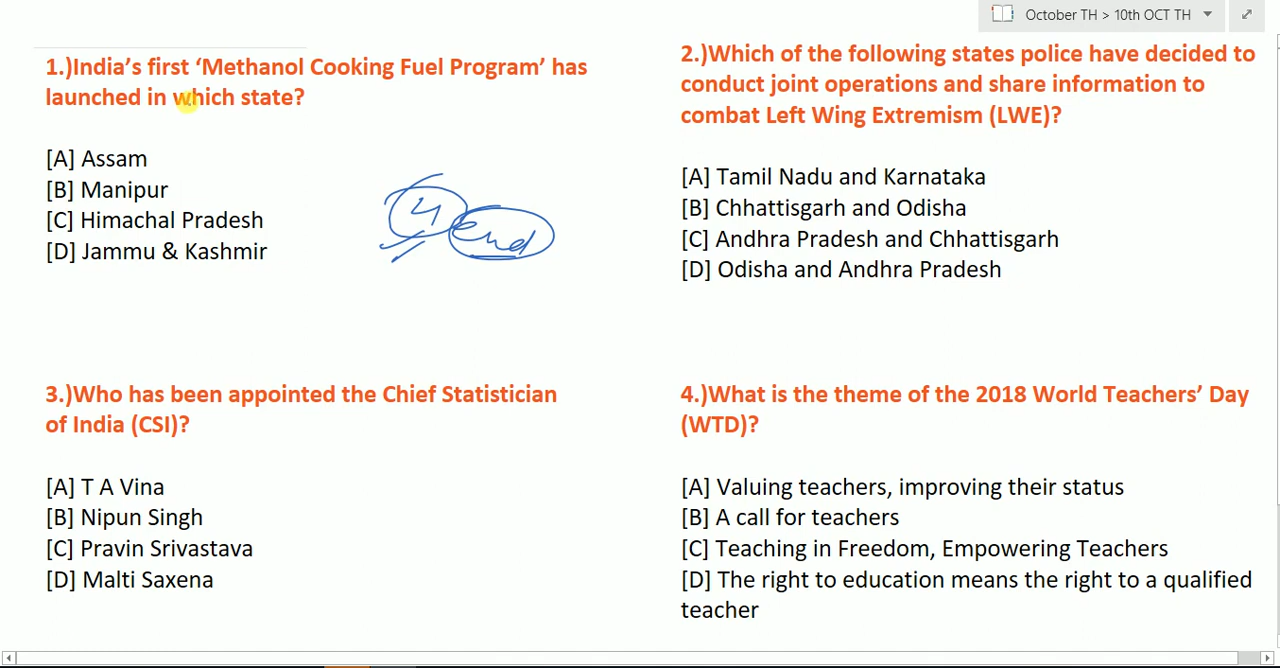 October TH > 10th OCT TH
1.)India's first ‘Methanol Cooking Fuel Program’ has
launched in which state?
[A] Assam
[B] Manipur
[C] Himachal Pradesh
[D] Jammu & Kashmir
4 end
2.)Which of the following states police have decided to
conduct joint operations and share information to
combat Left Wing Extremism (LWE)?
[A] Tamil Nadu and Karnataka
[B] Chhattisgarh and Odisha
[C] Andhra Pradesh and Chhattisgarh
[D] Odisha and Andhra Pradesh
3.)Who has been appointed the Chief Statistician
of India (CSI)?
[A] T A Vina
[B] Nipun Singh
[C] Pravin Srivastava
[D] Malti Saxena
4.)What is the theme of the 2018 World Teachers’ Day
(WTD)?
[A] Valuing teachers, improving their status
[B] A call for teachers
[C] Teaching in Freedom, Empowering Teachers
[D] The right to education means the right to a qualified
teacher